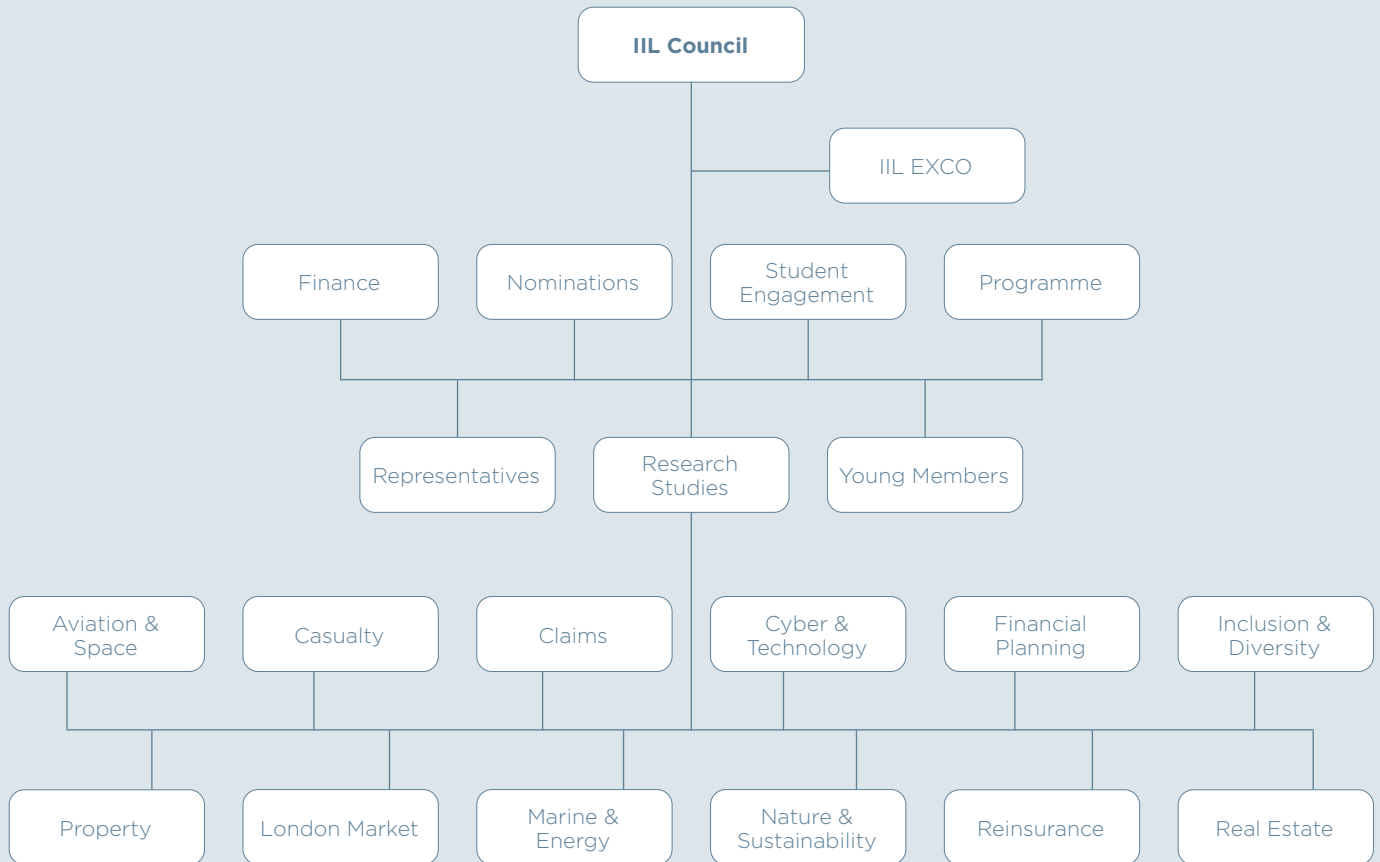 IIL Council
IIL EXCO
Finance
Nominations
Student
Engagement
Programme
Representatives
Research
Studies
Young Members
Aviation &
Space
Casualty
Claims
Cyber &
Technology
Financial
Planning
Inclusion &
Diversity
Property
London Market
Marine &
Energy
Nature &
Sustainability
Reinsurance
Real Estate